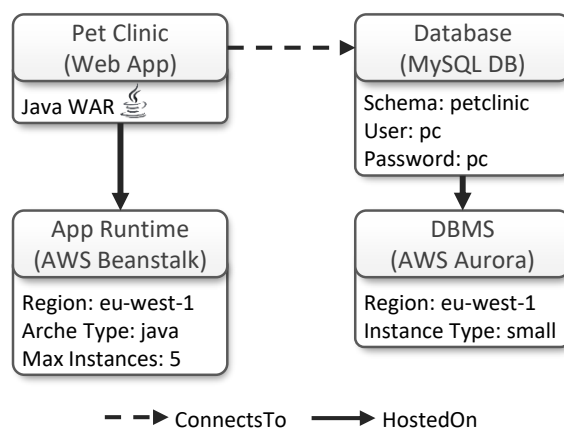 Pet Clinic
(Web App)
Java WAR
Database
(MySQL DB)
Schema: petclinic
User: pc
Password: pc
App Runtime
(AWS Beanstalk)
Region: eu-west-1
Arche Type: java
Max Instances: 5
DBMS
(AWS Aurora)
Region: eu-west-1
Instance Type: small
ConnectsTo
HostedOn